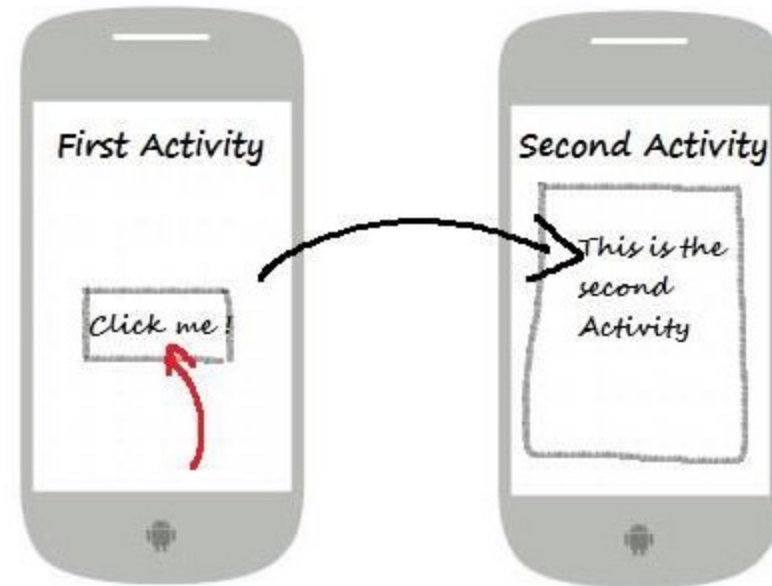 First Activity
Click me !
Second Activity
This is the
second
Activity